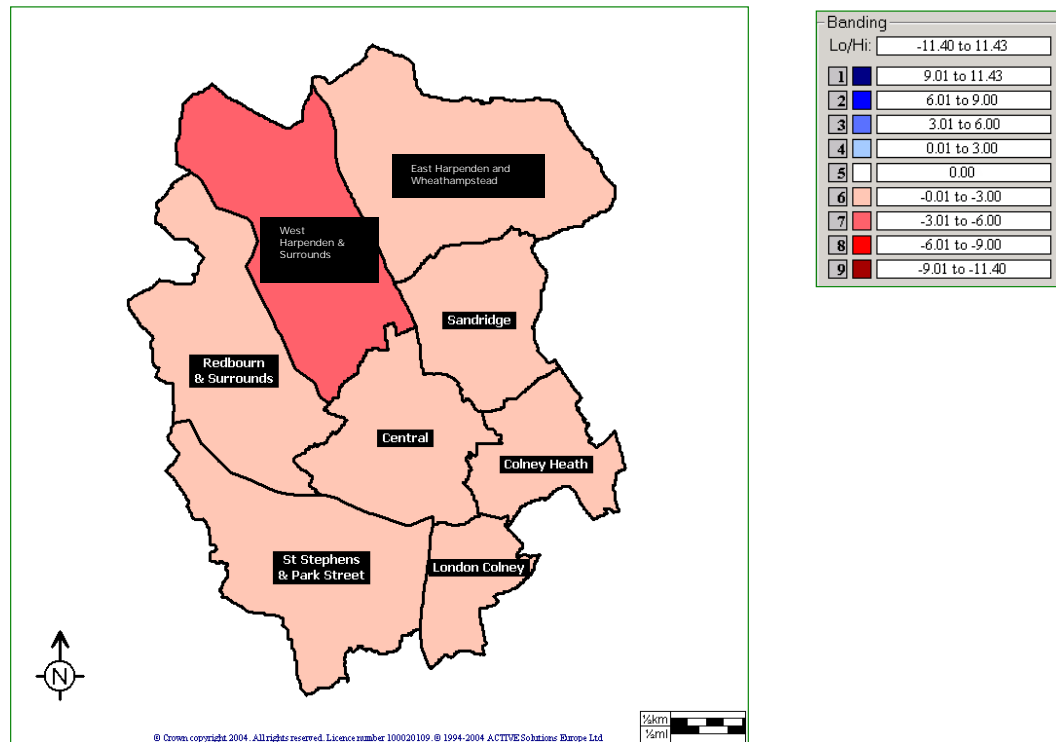 East Harpenden and
Wheathampstead
West
Harpenden &
Surrounds
Sandridge
Redbourn
& Surrounds
Central
Colney Heath
St Stephens
& Park Street
London Colney
N
½km
½ml
© Crown copyright 2004. All rights reserved. Licence number 100020109. © 1994-2004 ACTIVE Solutions Europe Ltd
Banding
Lo/Hi: -11.40 to 11.43
1 9.01 to 11.43
2 6.01 to 9.00
3 3.01 to 6.00
4 0.01 to 3.00
5 0.00
6 -0.01 to -3.00
7 -3.01 to -6.00
8 -6.01 to -9.00
9 -9.01 to -11.40